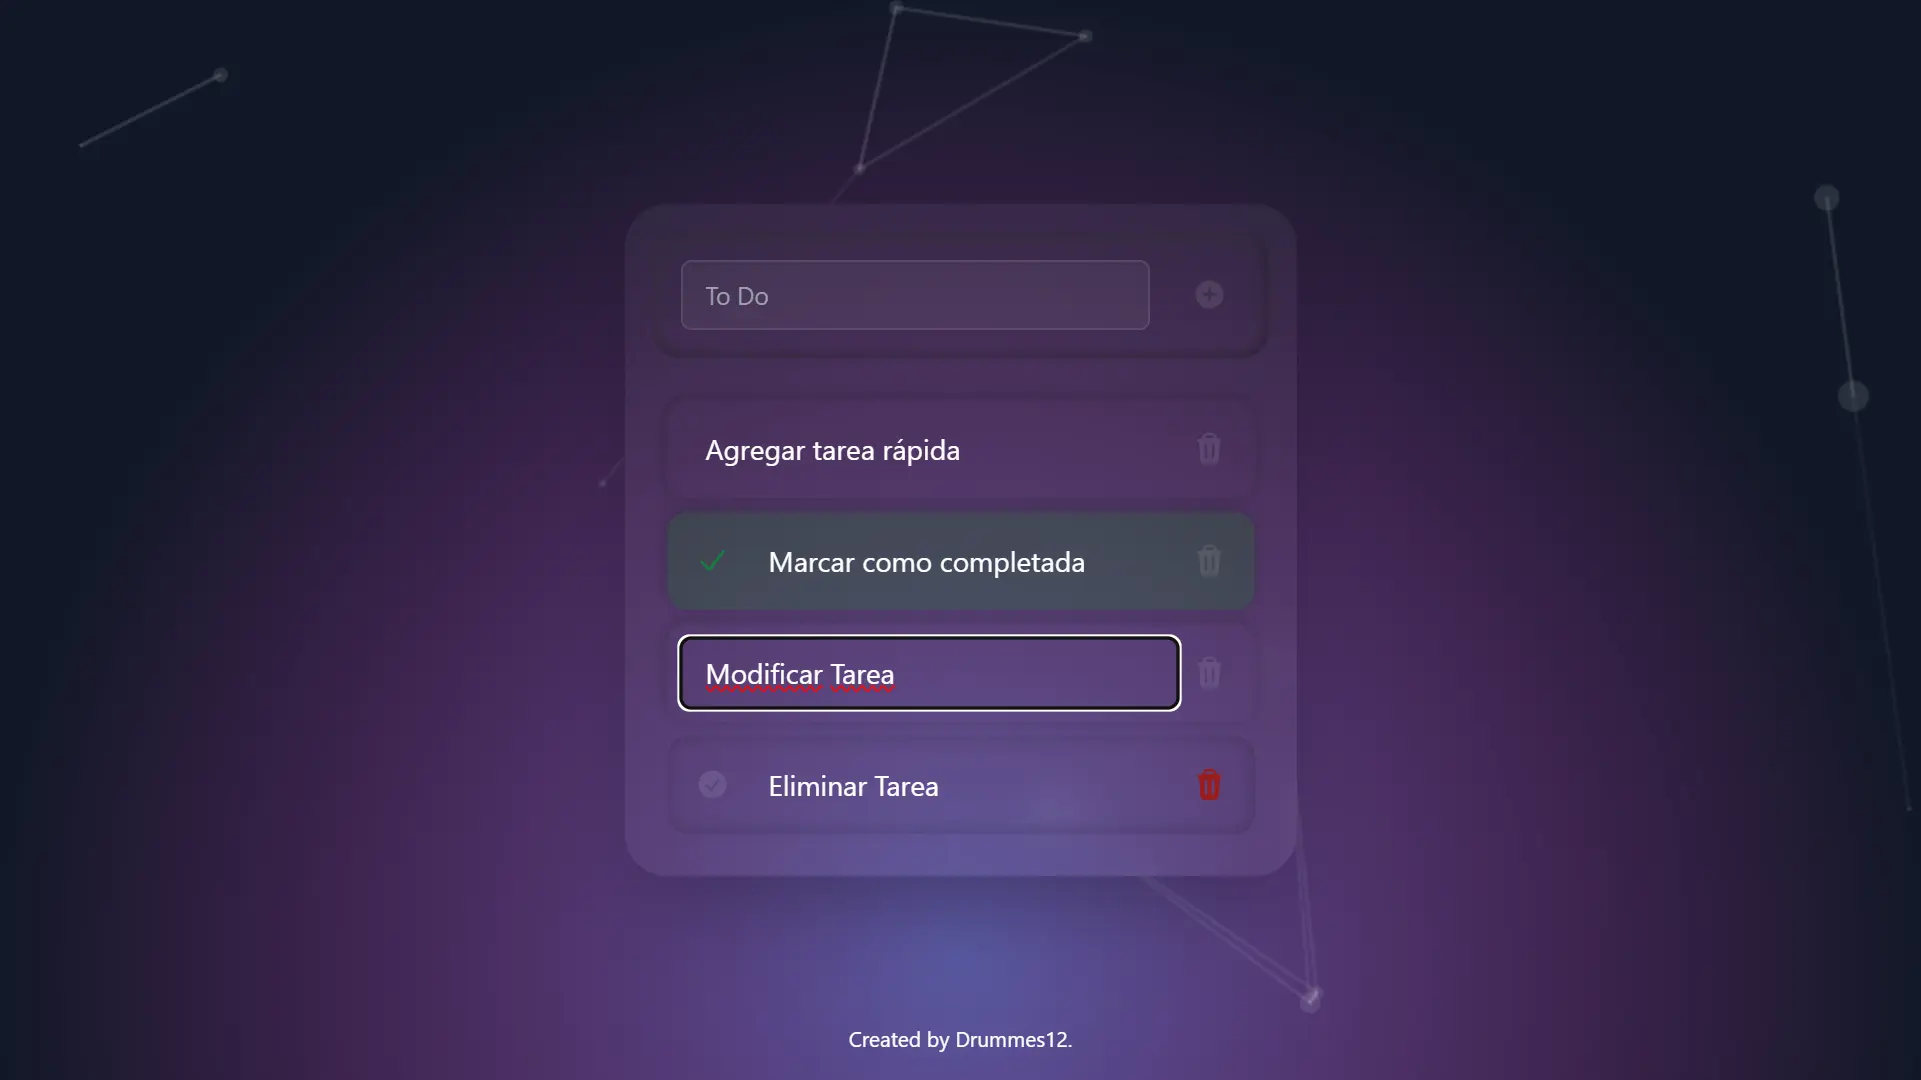 To Do
Agregar tarea rápida
Marcar como completada
Modificar Tarea
Eliminar Tarea
Created by Drummes12.